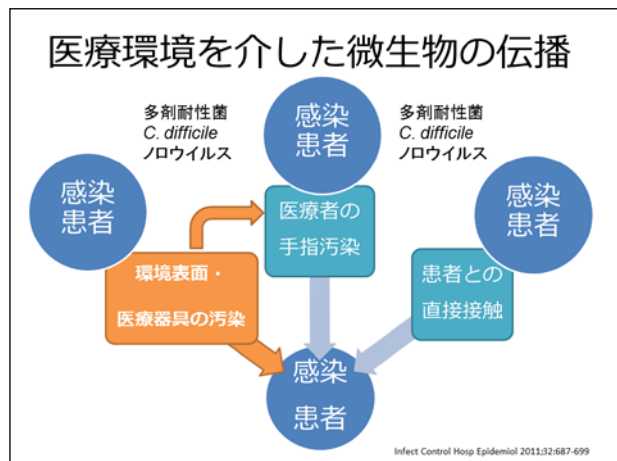 医療環境を介した微生物の伝播
多剤耐性菌
C. difficile
ノロウイルス
感染
患者
多剤耐性菌
C. difficile
ノロウイルス
感染
患者
感染
患者
医療者の
手指汚染
環境表面・
医療器具の汚染
患者との
直接接触
感染
患者
Infect Control Hosp Epidemiol 2011;32:687-699